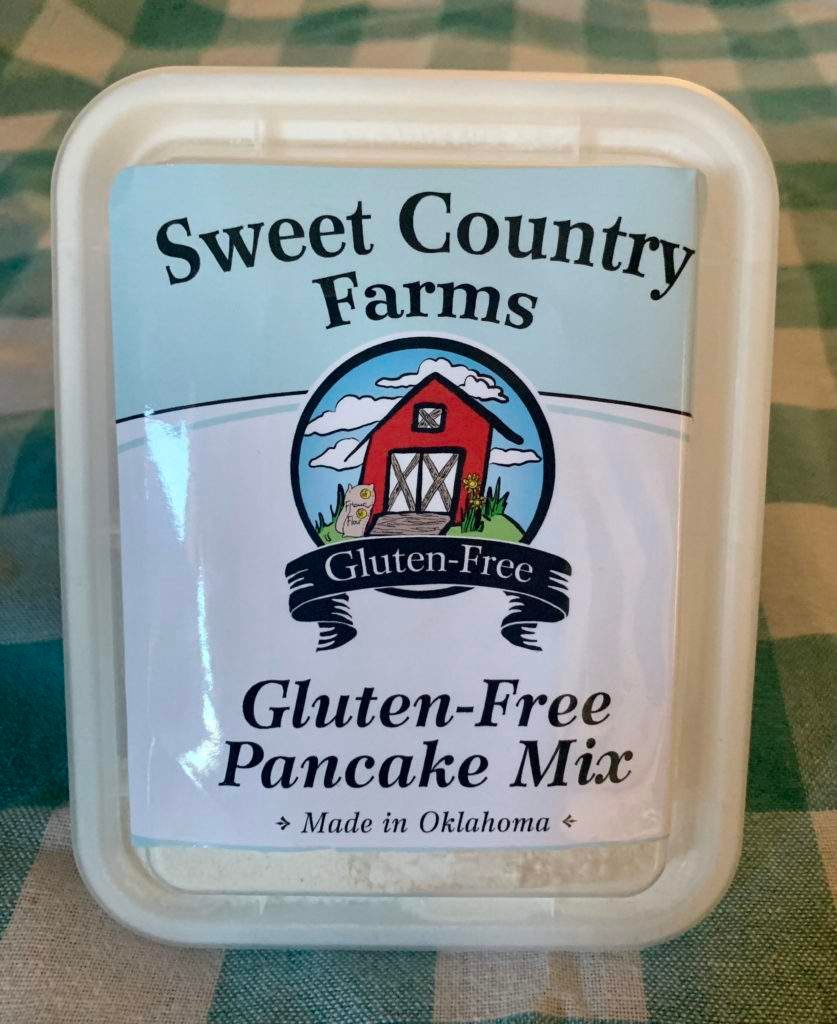 Sweet Country
Farms
Gluten-Free
Gluten-Free
Pancake Mix
Made in Oklahoma